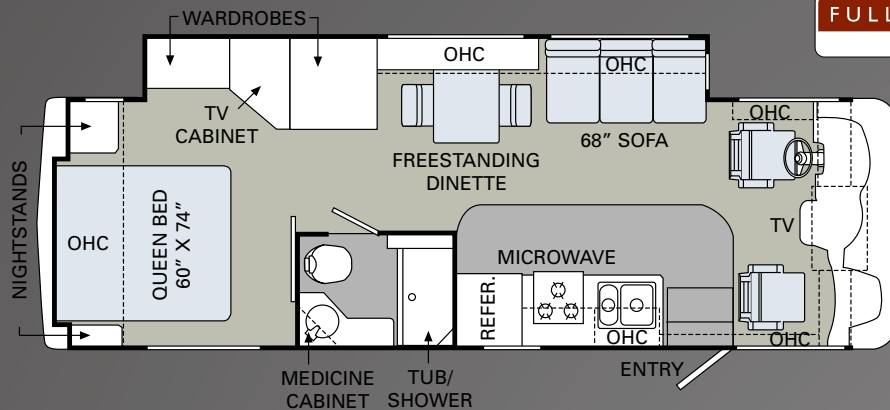 FULL
WARDROBES
OHC
OHC
TV
CABINET
OHC
FREESTANDING
DINETTE
68” SOFA
NIGHTSTANDS
OHC
QUEEN BED
60” X 74”
TV
MICROWAVE
REFER.
OHC
OHC
ENTRY
MEDICINE
CABINET
TUB/
SHOWER